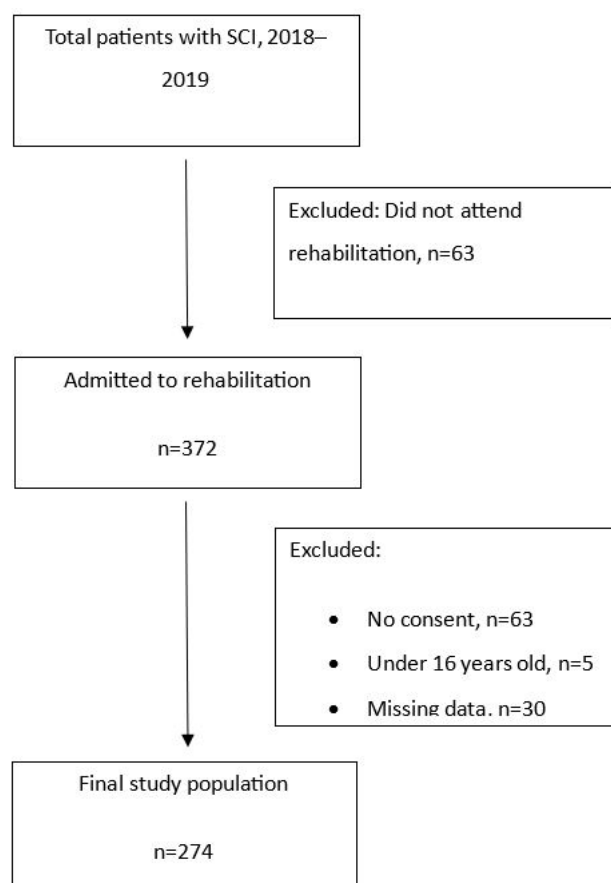 Total patients with SCI, 2018–
2019
Excluded: Did not attend
rehabilitation, n=63
Admitted to rehabilitation
n=372
Excluded:
• No consent, n=63
• Under 16 years old, n=5
• Missing data, n=30
Final study population
n=274